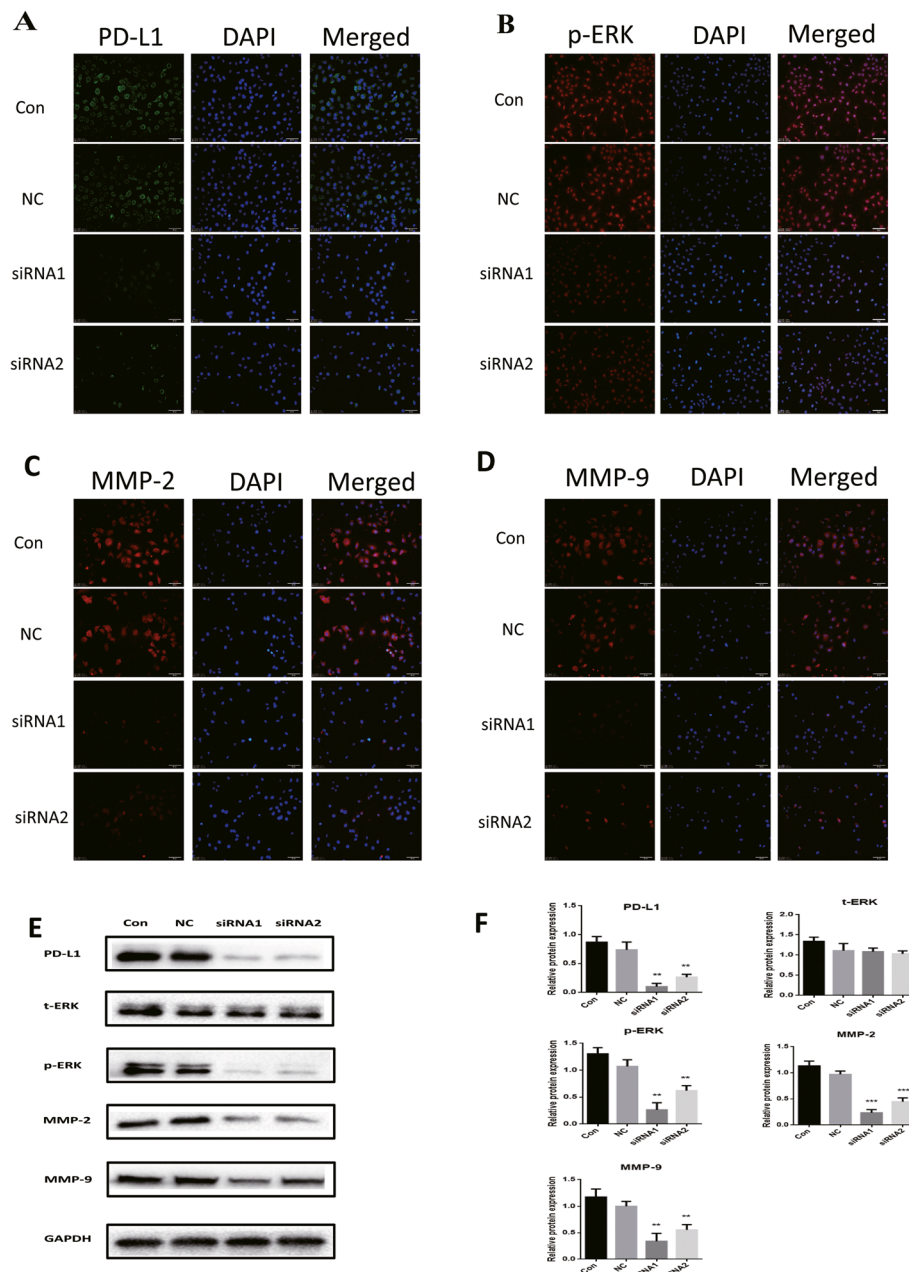 A
PD-L1 DAPI Merged
Con
NC
siRNA1
siRNA2
B
p-ERK DAPI Merged
Con
NC
siRNA1
siRNA2
C
MMP-2 DAPI Merged
Con
NC
siRNA1
siRNA2
D
MMP-9 DAPI Merged
Con
NC
siRNA1
siRNA2
E
Con NC siRNA1 siRNA2
PD-L1
t-ERK
p-ERK
MMP-2
MMP-9
GAPDH
F
PD-L1
Relative protein expression
1.5
1.0
0.5
0.0
** **
Con NC siRNA1 siRNA2
t-ERK
Relative protein expression
2.0
1.5
1.0
0.5
0.0
Con NC siRNA1 siRNA2
p-ERK
Relative protein expression
1.5
1.0
0.5
0.0
** **
Con NC siRNA1 siRNA2
MMP-2
Relative protein expression
1.5
1.0
0.5
0.0
*** ***
Con NC siRNA1 siRNA2
MMP-9
Relative protein expression
1.5
1.0
0.5
0.0
** **
Con NC